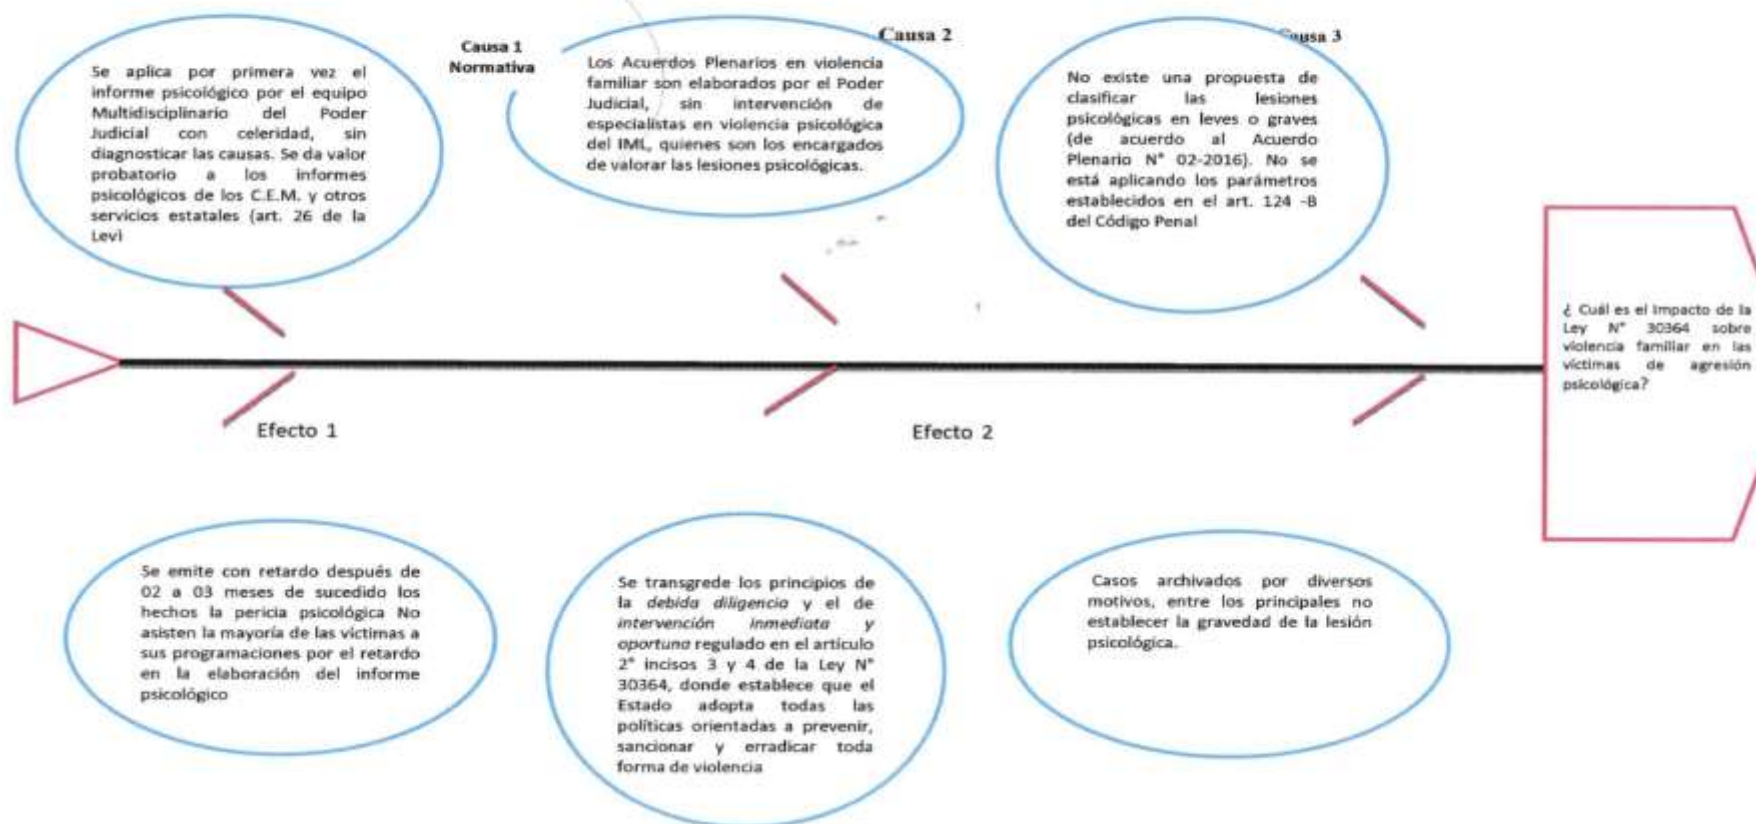 Causa 1
Normativa
Causa 2
Causa 3
Se aplica por primera vez el
informe psicológico por el equipo
Multidisciplinario del Poder
Judicial con celeridad, sin
diagnosticar las causas. Se da valor
probatorio a los informes
psicológicos de los C.E.M. y otros
servicios estatales (art. 26 de la
Ley)
Los Acuerdos Plenarios en violencia
familiar son elaborados por el Poder
Judicial, sin intervención de
especialistas en violencia psicológica
del IML, quienes son los encargados
de valorar las lesiones psicológicas.
No existe una propuesta de
clasificar las lesiones
psicológicas en leves o graves
(de acuerdo al Acuerdo
Plenario N° 02-2016). No se
está aplicando los parámetros
establecidos en el art. 124 -B
del Código Penal
¿ Cuál es el Impacto de la
Ley N° 30364 sobre
violencia familiar en las
víctimas de agresión
psicológica?
Efecto 1
Efecto 2
Se emite con retardo después de
02 a 03 meses de sucedido los
hechos la pericia psicológica No
asisten la mayoría de las victimas a
sus programaciones por el retardo
en la elaboración del informe
psicológico
Se transgrede los principios de
la debida diligencia y el de
intervención inmediata y
oportuna regulado en el artículo
2° incisos 3 y 4 de la Ley N°
30364, donde establece que el
Estado adopta todas las
políticas orientadas a prevenir,
sancionar y erradicar toda
forma de violencia
Casos archivados por diversos
motivos, entre los principales no
establecer la gravedad de la lesión
psicológica.